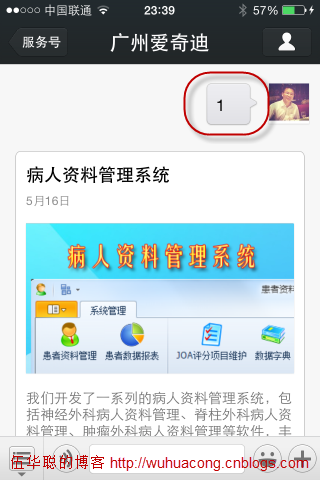 中国联通
23:39
57%
服务号
广州爱奇迪
1
病人资料管理系统
5月16日
病人资料管理系统
患者资料
系统管理
患者资料管理
患者数据报表
JOA评分项目维护
数据字典
我们开发了一系列的病人资料管理系统，包
括神经外科病人资料管理、脊柱外科病人资
料管理、肿瘤外科病人资料管理等软件，丰
伍华聪的博客 http://wuhuacong.cnblogs.com